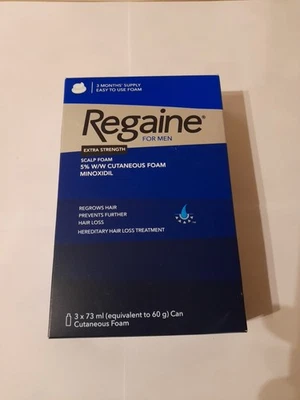 3 MONTHS' SUPPLY
EASY TO USE FOAM
Regaine®
FOR MEN
EXTRA STRENGTH
SCALP FOAM
5% W/W CUTANEOUS FOAM
MINOXIDIL
REGROWS HAIR
PREVENTS FURTHER
HAIR LOSS
HEREDITARY HAIR LOSS TREATMENT
3 x 73 ml (equivalent to 60 g) Can
Cutaneous Foam